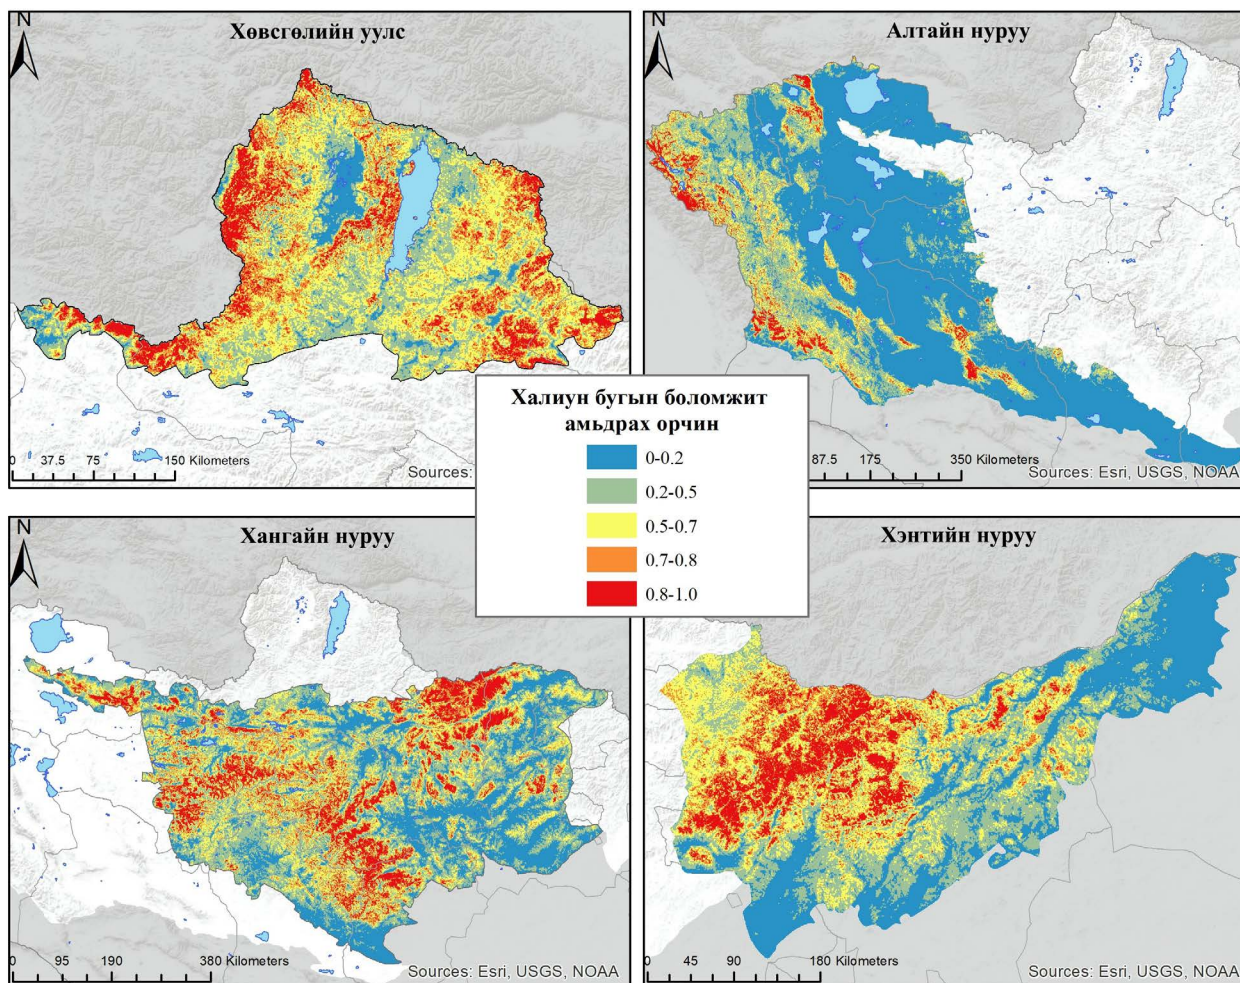 N
Хөвсгөлийн уулс
0 37.5 75 150 Kilometers
Sources:
N
Алтайн нуруу
87.5 175 350 Kilometers
Sources: Esri, USGS, NOAA
Халиун бугын боломжит
амьдрах орчин
0-0.2
0.2-0.5
0.5-0.7
0.7-0.8
0.8-1.0
N
Хангайн нуруу
0 95 190 380 Kilometers
Sources: Esri, USGS, NOAA
Хэнтийн нуруу
0 45 90 180 Kilometers
Sources: Esri, USGS, NOAA